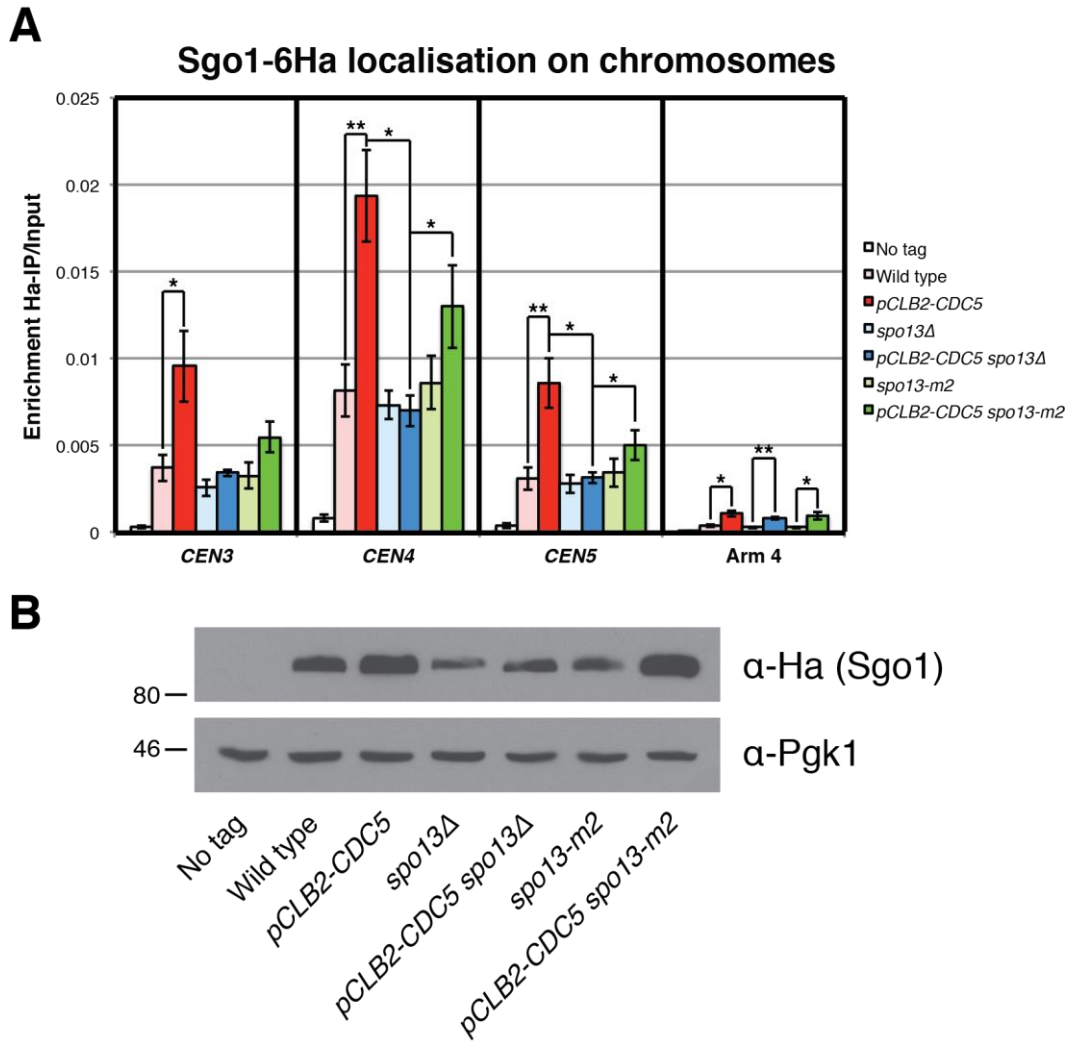 A
Sgo1-6Ha localisation on chromosomes
Enrichment Ha-IP/Input
0.025
0.02
0.015
0.01
0.005
0
*
**
*
*
**
*
*
*
**
*
CEN3
CEN4
CEN5
Arm 4
No tag
Wild type
pCLB2-CDC5
spo13Δ
pCLB2-CDC5 spo13Δ
spo13-m2
pCLB2-CDC5 spo13-m2
B
80
α-Ha (Sgo1)
46
α-Pgk1
No tag
Wild type
pCLB2-CDC5
spo13Δ
pCLB2-CDC5 spo13Δ
spo13-m2
pCLB2-CDC5 spo13-m2